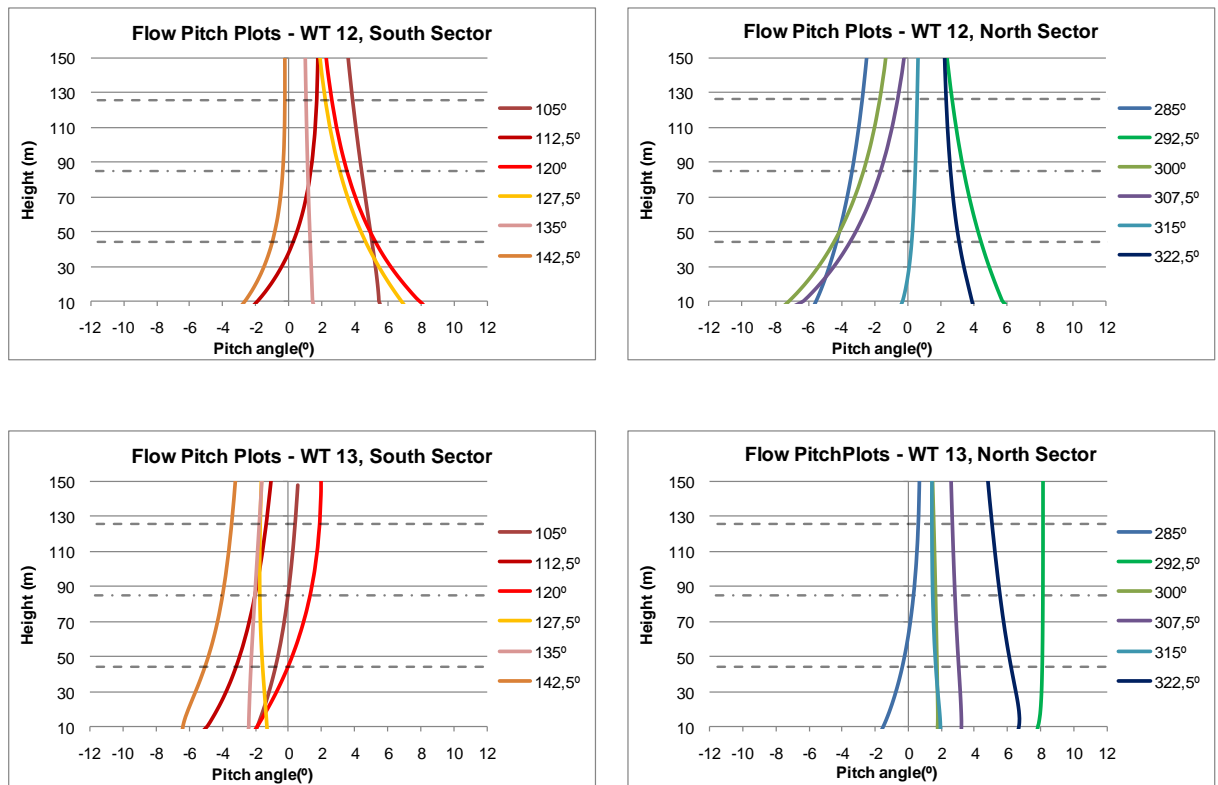 Flow Pitch Plots - WT 12, South Sector
Height (m)
150
130
110
90
70
50
30
10
-12 -10 -8 -6 -4 -2 0 2 4 6 8 10 12
Pitch angle(º)
105º
112,5º
120º
127,5º
135º
142,5º
Flow Pitch Plots - WT 12, North Sector
Height (m)
150
130
110
90
70
50
30
10
-12 -10 -8 -6 -4 -2 0 2 4 6 8 10 12
Pitch angle(º)
285º
292,5º
300º
307,5º
315º
322,5º
Flow Pitch Plots - WT 13, South Sector
Height (m)
150
130
110
90
70
50
30
10
-12 -10 -8 -6 -4 -2 0 2 4 6 8 10 12
Pitch angle(º)
105º
112,5º
120º
127,5º
135º
142,5º
Flow PitchPlots - WT 13, North Sector
Height (m)
150
130
110
90
70
50
30
10
-12 -10 -8 -6 -4 -2 0 2 4 6 8 10 12
Pitch angle(º)
285º
292,5º
300º
307,5º
315º
322,5º